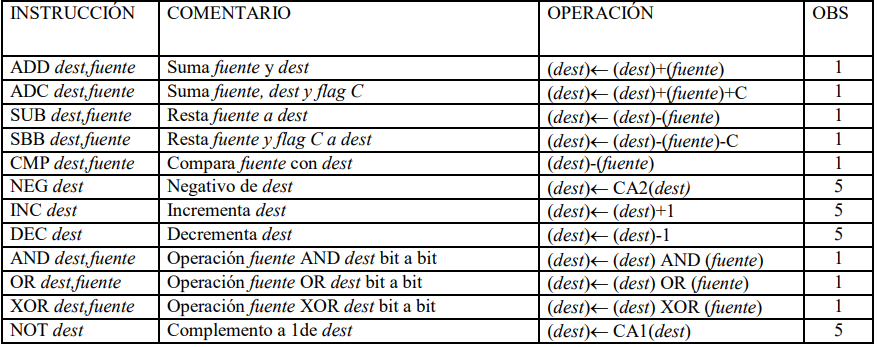 INSTRUCCIÓN COMENTARIO OPERACIÓN OBS
ADD dest,fuente Suma fuente y dest (dest)← (dest)+(fuente) 1
ADC dest,fuente Suma fuente, dest y flag C (dest)← (dest)+(fuente)+C 1
SUB dest,fuente Resta fuente a dest (dest)← (dest)-(fuente) 1
SBB dest,fuente Resta fuente y flag C a dest (dest)← (dest)-(fuente)-C 1
CMP dest,fuente Compara fuente con dest (dest)-(fuente) 1
NEG dest Negativo de dest (dest)← CA2(dest) 5
INC dest Incrementa dest (dest)← (dest)+1 5
DEC dest Decrementa dest (dest)← (dest)-1 5
AND dest,fuente Operación fuente AND dest bit a bit (dest)← (dest) AND (fuente) 1
OR dest,fuente Operación fuente OR dest bit a bit (dest)← (dest) OR (fuente) 1
XOR dest,fuente Operación fuente XOR dest bit a bit (dest)← (dest) XOR (fuente) 1
NOT dest Complemento a 1de dest (dest)← CA1(dest) 5